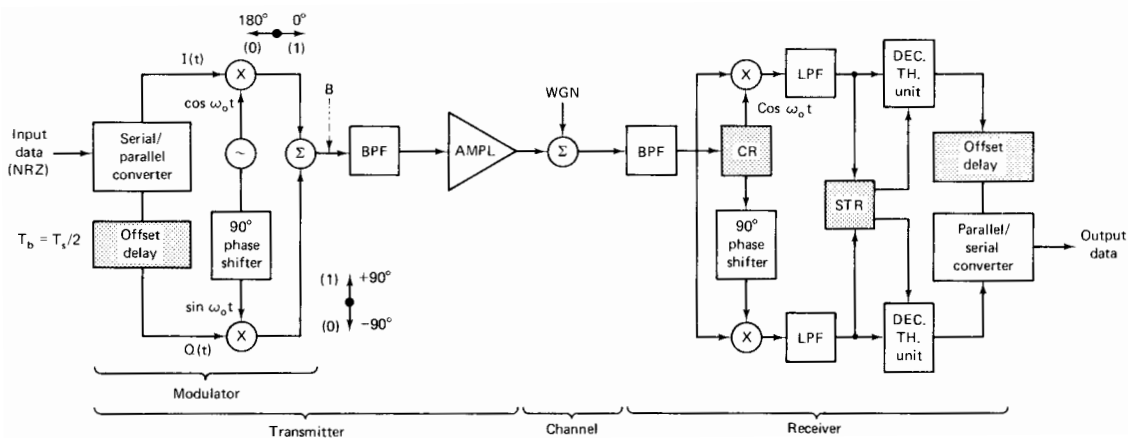 180° 0°
(0) (1)
I(t)
X
cos ω₀t
Input
data
(NRZ)
Serial/
parallel
converter
~
Σ
B
BPF
AMPL
WGN
Σ
BPF
X
Cos ω₀t
CR
LPF
DEC.
TH.
unit
Offset
delay
STR
T_b = T_s/2
Offset
delay
90°
phase
shifter
sin ω₀t
(1) +90°
(0) −90°
X
Q(t)
90°
phase
shifter
X
LPF
DEC.
TH.
unit
Parallel/
serial
converter
Output
data
Modulator
Transmitter
Channel
Receiver